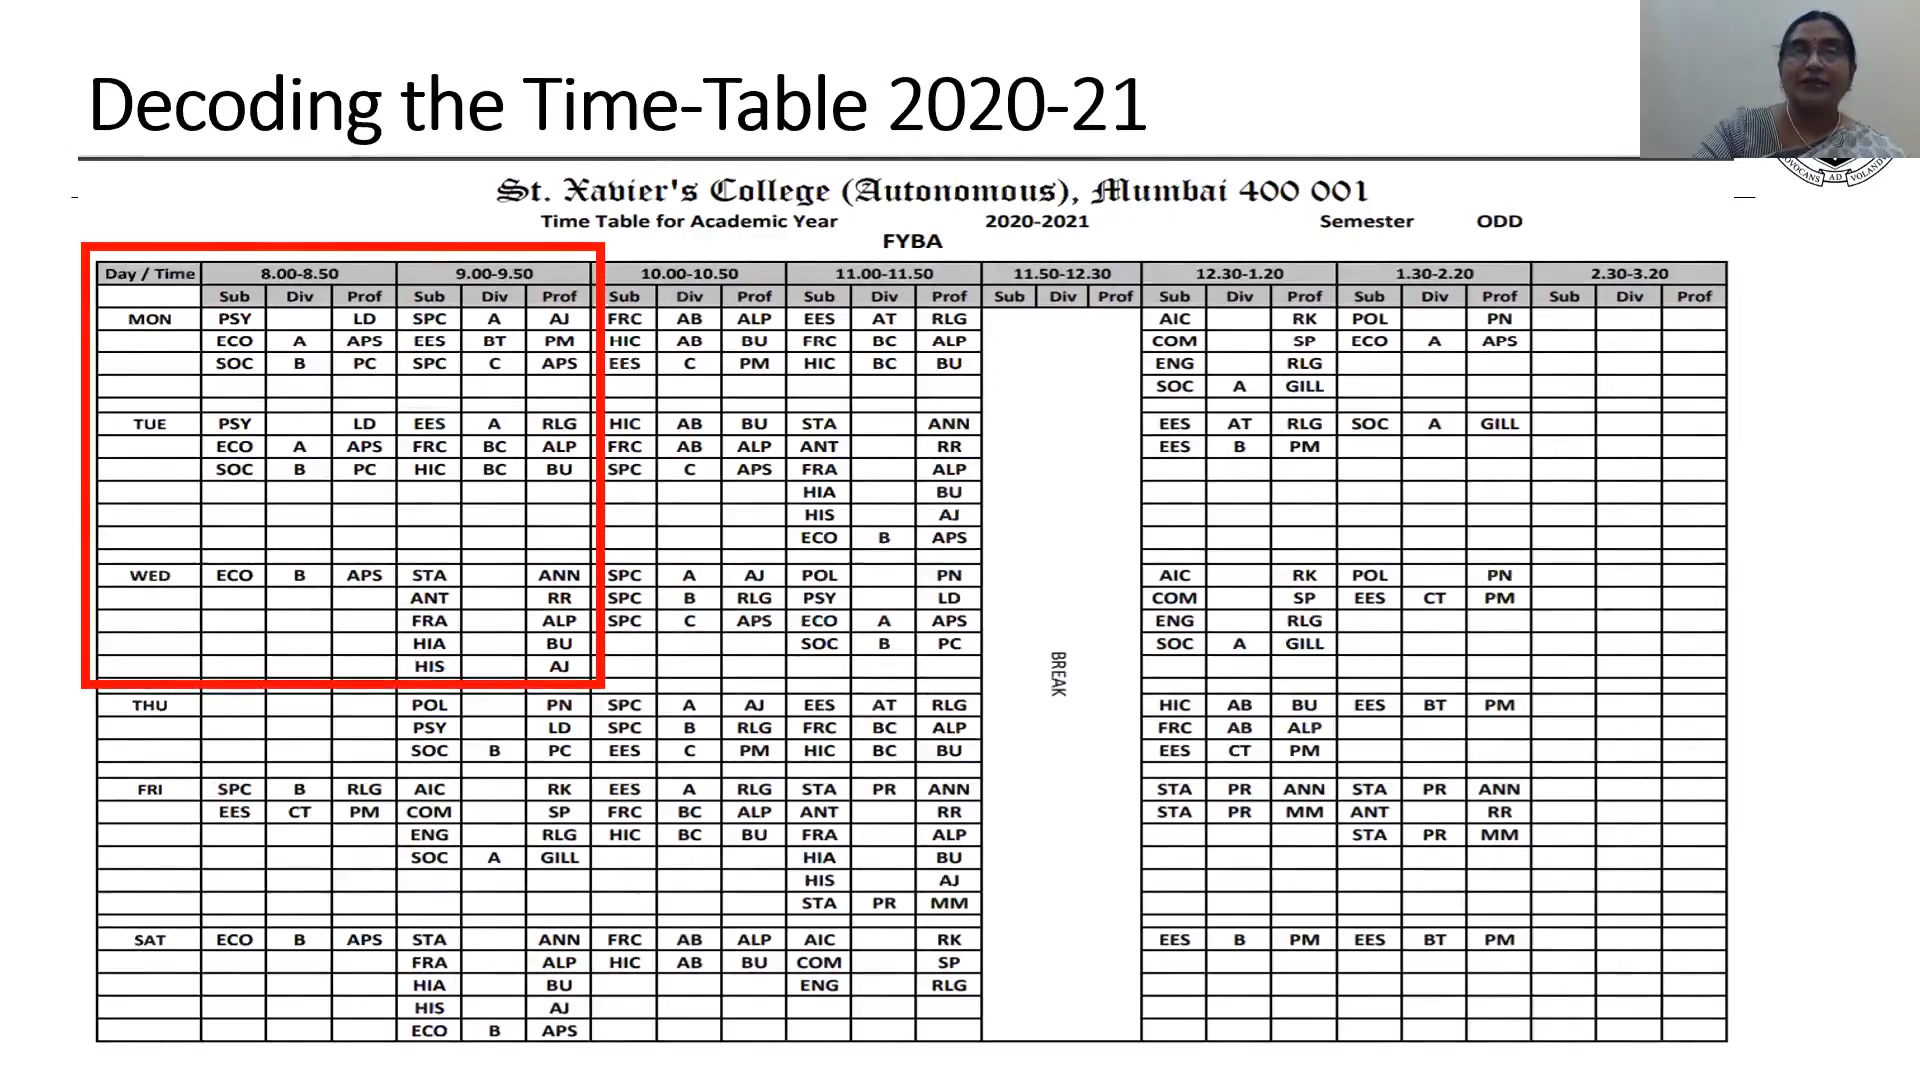 Decoding the Time-Table 2020-21
OVOCANS AD VOLAND
St. Xavier's College (Autonomous), Mumbai 400 001
Time Table for Academic Year 2020-2021 Semester ODD
FYBA
Day / Time 8.00-8.50 9.00-9.50 10.00-10.50 11.00-11.50 11.50-12.30 12.30-1.20 1.30-2.20 2.30-3.20
Sub Div Prof Sub Div Prof Sub Div Prof Sub Div Prof Sub Div Prof Sub Div Prof Sub Div Prof Sub Div Prof
MON PSY LD SPC A AJ FRC AB ALP EES AT RLG AIC RK POL PN
ECO A APS EES BT PM HIC AB BU FRC BC ALP COM SP ECO A APS
SOC B PC SPC C APS EES C PM HIC BC BU ENG RLG
SOC A GILL
TUE PSY LD EES A RLG HIC AB BU STA ANN EES AT RLG SOC A GILL
ECO A APS FRC BC ALP FRC AB ALP ANT RR EES B PM
SOC B PC HIC BC BU SPC C APS FRA ALP
HIA BU
HIS AJ
ECO B APS
WED ECO B APS STA ANN SPC A AJ POL PN AIC RK POL PN
ANT RR SPC B RLG PSY LD COM SP EES CT PM
FRA ALP SPC C APS ECO A APS ENG RLG
HIA BU SOC B PC SOC A GILL
HIS AJ
BREAK
THU POL PN SPC A AJ EES AT RLG HIC AB BU EES BT PM
PSY LD SPC B RLG FRC BC ALP FRC AB ALP
SOC B PC EES C PM HIC BC BU EES CT PM
FRI SPC B RLG AIC RK EES A RLG STA PR ANN STA PR ANN STA PR ANN
EES CT PM COM SP FRC BC ALP ANT RR STA PR MM ANT RR
ENG RLG HIC BC BU FRA ALP STA PR MM
SOC A GILL HIA BU
HIS AJ
STA PR MM
SAT ECO B APS STA ANN FRC AB ALP AIC RK EES B PM EES BT PM
FRA ALP HIC AB BU COM SP
HIA BU ENG RLG
HIS AJ
ECO B APS